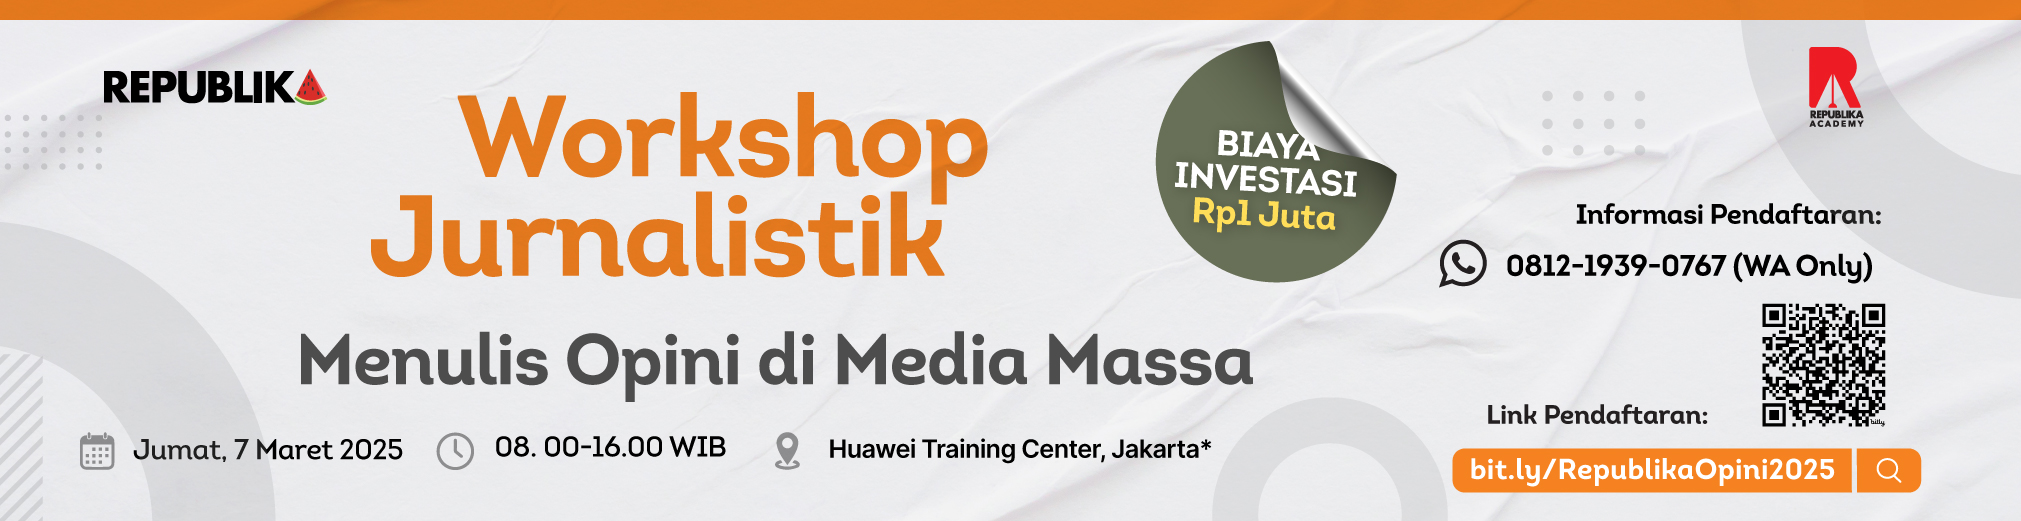 REPUBLIKA
Workshop
Jurnalistik
Menulis Opini di Media Massa
Jumat, 7 Maret 2025
08. 00-16.00 WIB
Huawei Training Center, Jakarta*
BIAYA
INVESTASI
Rp1 Juta
REPUBLIKA
ACADEMY
Informasi Pendaftaran:
0812-1939-0767 (WA Only)
bitly
Link Pendaftaran:
bit.ly/RepublikaOpini2025